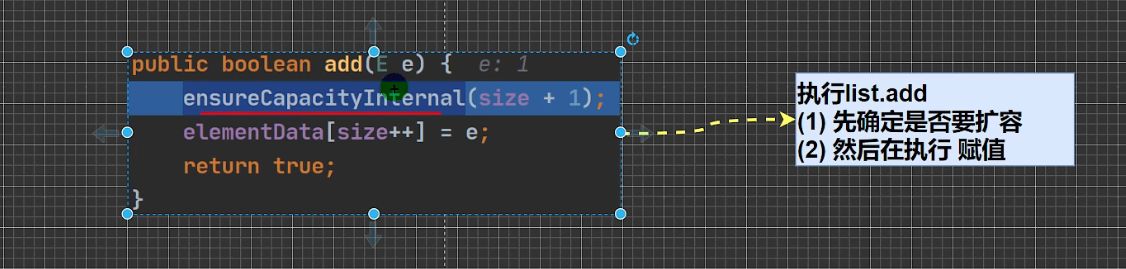 public boolean add(E e) {  e: 1
ensureCapacityInternal(size + 1);
elementData[size++] = e;
return true;
}
执行list.add
(1) 先确定是否要扩容
(2) 然后在执行 赋值